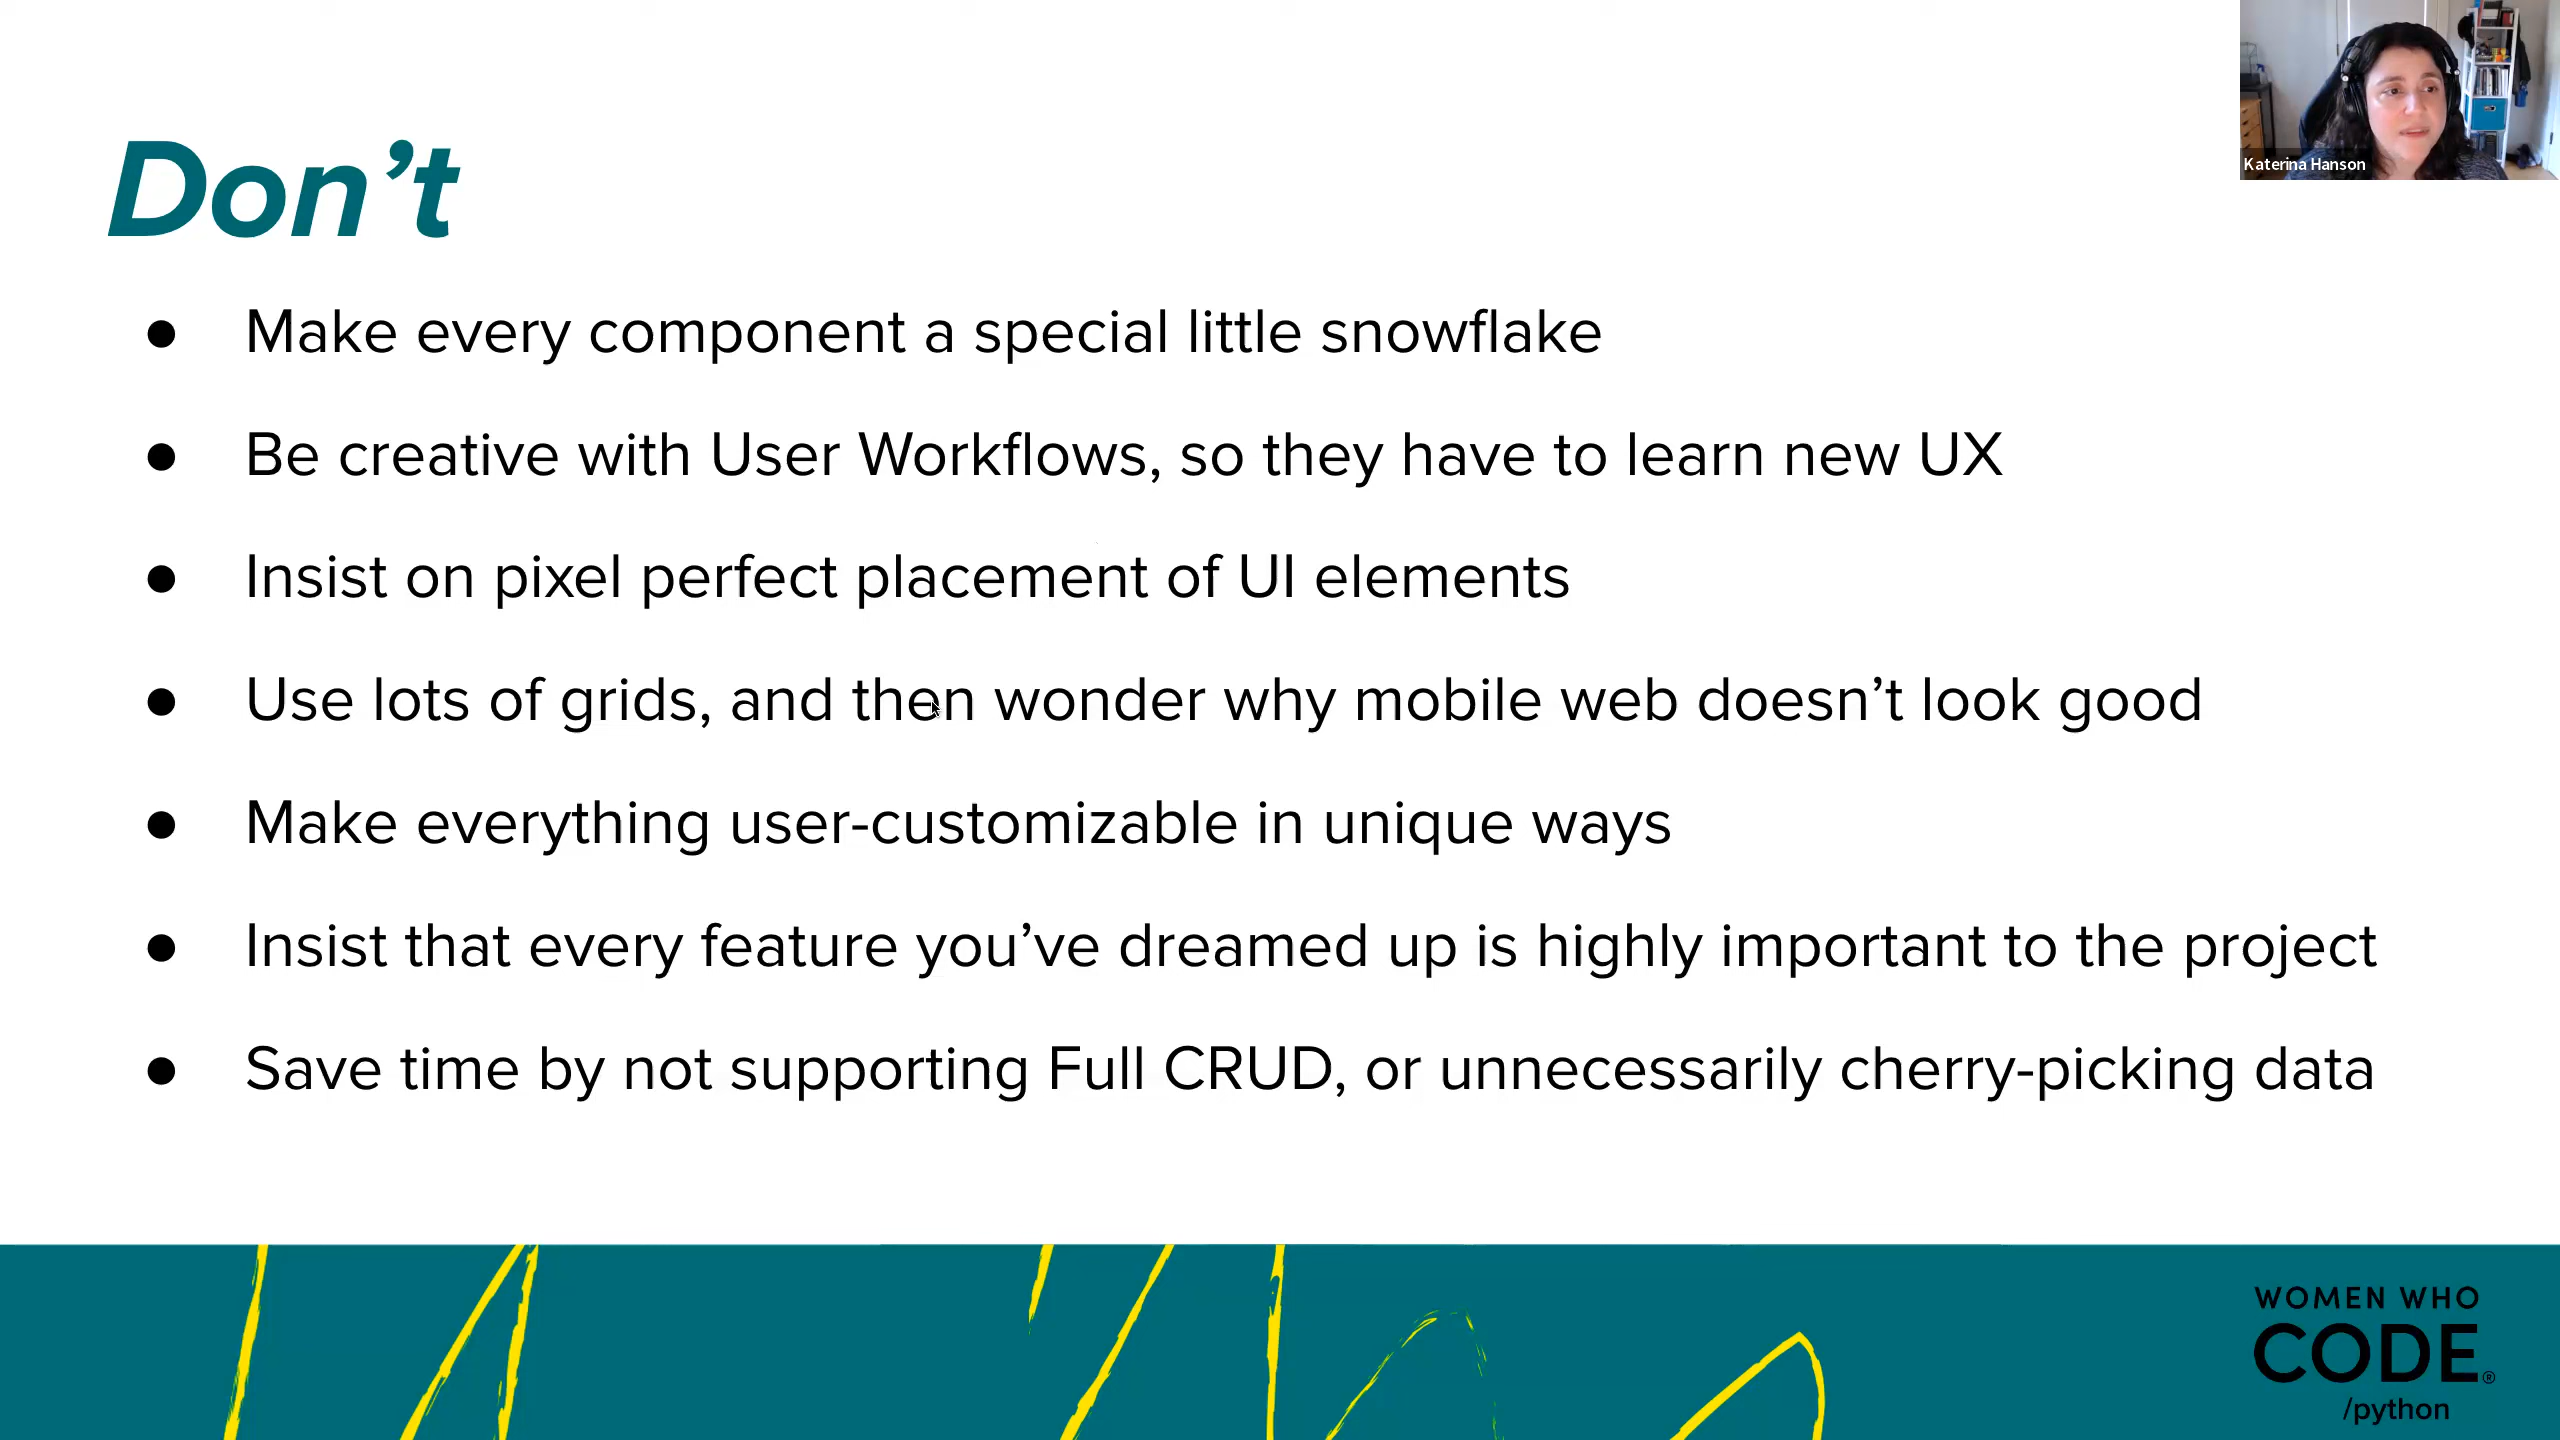 Don’t
Katerina Hanson
● Make every component a special little snowflake
● Be creative with User Workflows, so they have to learn new UX
● Insist on pixel perfect placement of UI elements
● Use lots of grids, and then wonder why mobile web doesn’t look good
● Make everything user-customizable in unique ways
● Insist that every feature you’ve dreamed up is highly important to the project
● Save time by not supporting Full CRUD, or unnecessarily cherry-picking data
WOMEN WHO
CODE®
/python